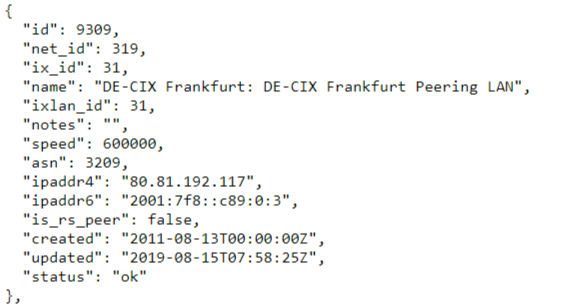 {
  "id": 9309,
  "net_id": 319,
  "ix_id": 31,
  "name": "DE-CIX Frankfurt: DE-CIX Frankfurt Peering LAN",
  "ixlan_id": 31,
  "notes": "",
  "speed": 600000,
  "asn": 3209,
  "ipaddr4": "80.81.192.117",
  "ipaddr6": "2001:7f8::c89:0:3",
  "is_rs_peer": false,
  "created": "2011-08-13T00:00:00Z",
  "updated": "2019-08-15T07:58:25Z",
  "status": "ok"
},